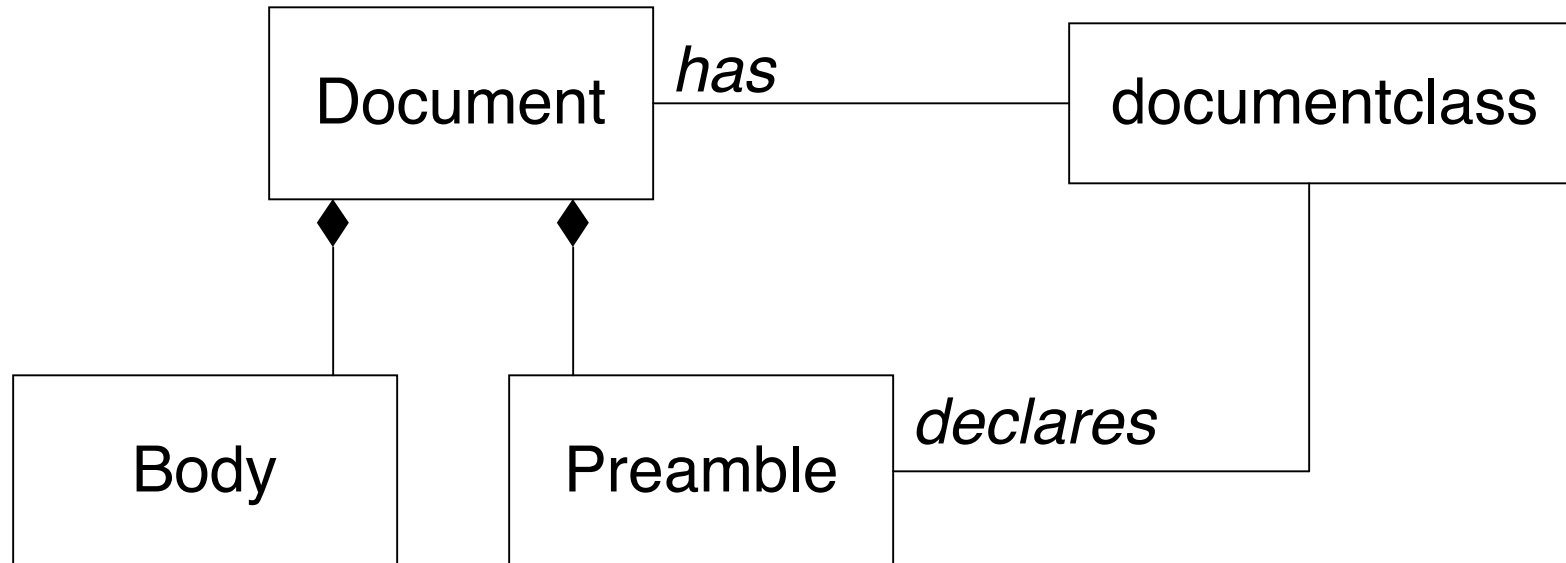 Document
has
documentclass
Body
Preamble
declares